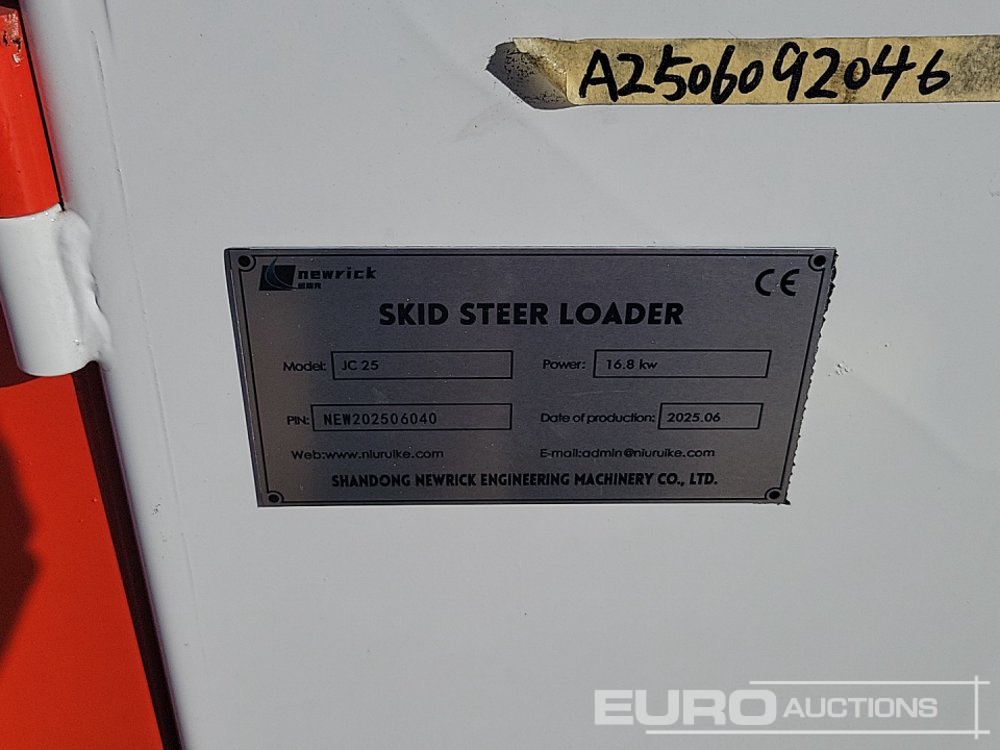 A2506092046
newrick
CE
SKID STEER LOADER
Model: JC 25
Power: 16.8 kw
PIN: NEW202506040
Date of production: 2025.06
Web:www.niuruike.com
E-mail:admin@niuruike.com
SHANDONG NEWRICK ENGINEERING MACHINERY CO., LTD.
EURO AUCTIONS